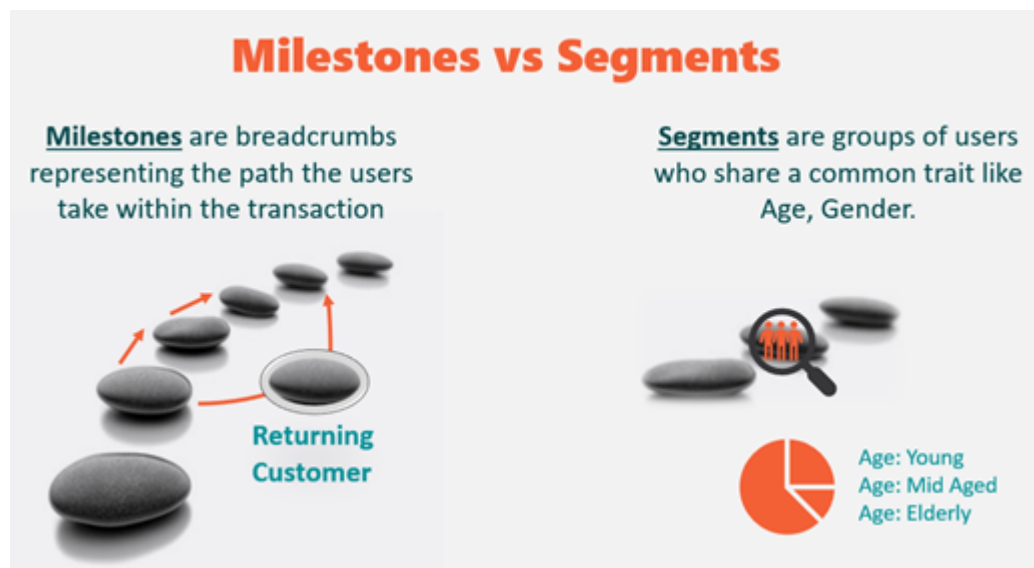 Milestones vs Segments
Milestones are breadcrumbs
representing the path the users
take within the transaction
Returning
Customer
Segments are groups of users
who share a common trait like
Age, Gender.
Age: Young
Age: Mid Aged
Age: Elderly